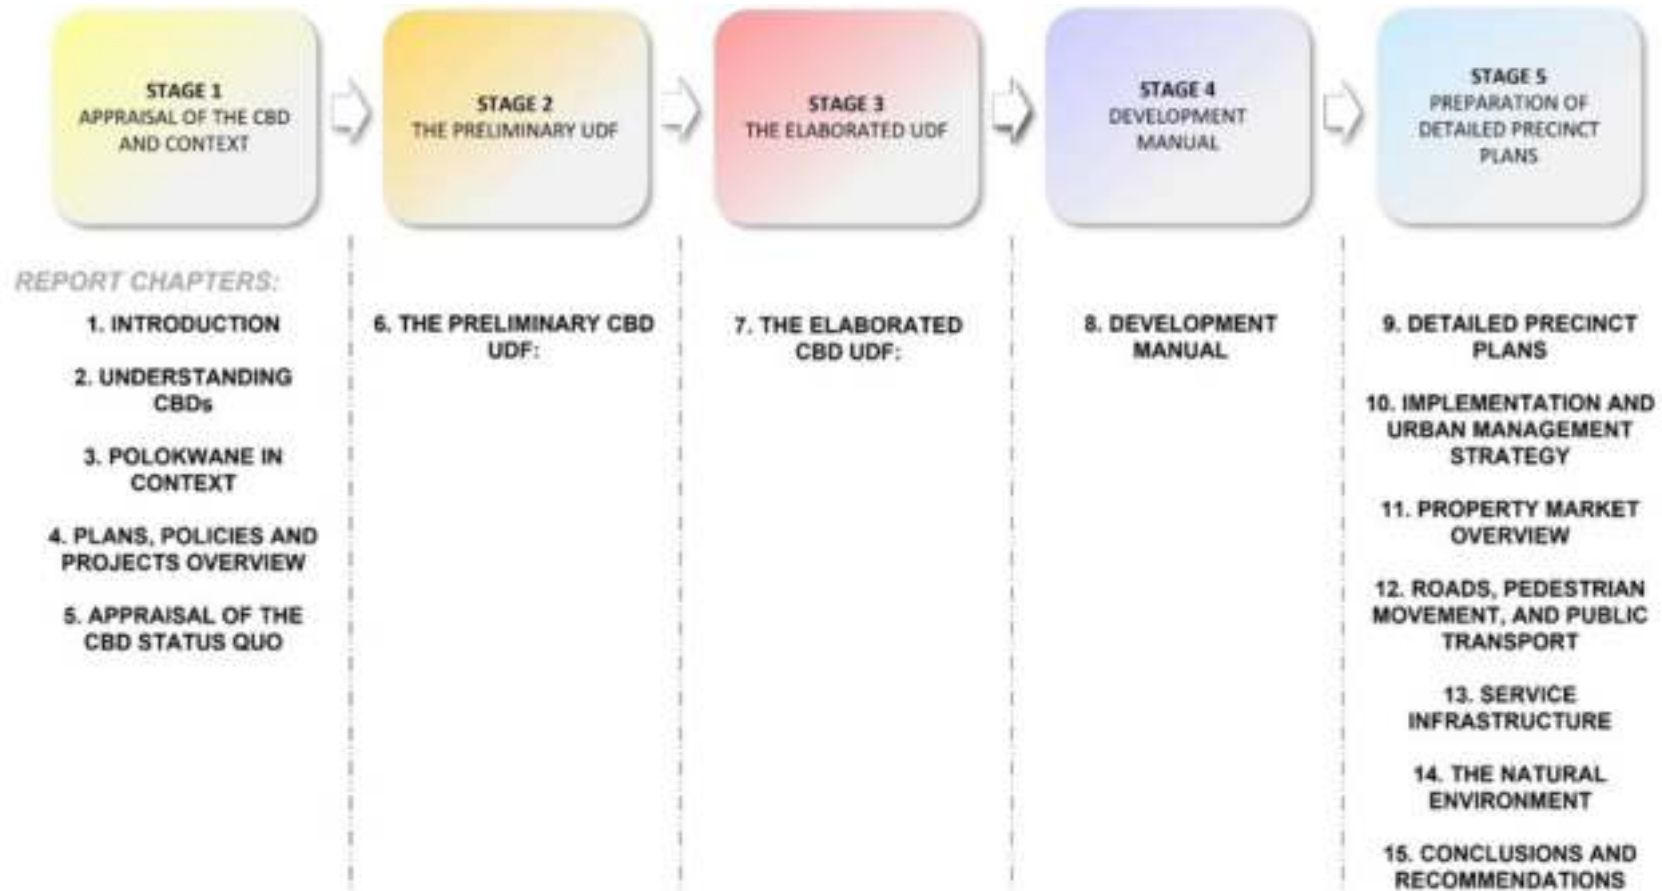 STAGE 1
APPRAISAL OF THE CBD
AND CONTEXT
STAGE 2
THE PRELIMINARY UDF
STAGE 3
THE ELABORATED UDF
STAGE 4
DEVELOPMENT
MANUAL
STAGE 5
PREPARATION OF
DETAILED PRECINCT
PLANS
REPORT CHAPTERS:
1. INTRODUCTION
2. UNDERSTANDING
CBDs
3. POLOKWANE IN
CONTEXT
4. PLANS, POLICIES AND
PROJECTS OVERVIEW
5. APPRAISAL OF THE
CBD STATUS QUO
6. THE PRELIMINARY CBD
UDF:
7. THE ELABORATED
CBD UDF:
8. DEVELOPMENT
MANUAL
9. DETAILED PRECINCT
PLANS
10. IMPLEMENTATION AND
URBAN MANAGEMENT
STRATEGY
11. PROPERTY MARKET
OVERVIEW
12. ROADS, PEDESTRIAN
MOVEMENT, AND PUBLIC
TRANSPORT
13. SERVICE
INFRASTRUCTURE
14. THE NATURAL
ENVIRONMENT
15. CONCLUSIONS AND
RECOMMENDATIONS